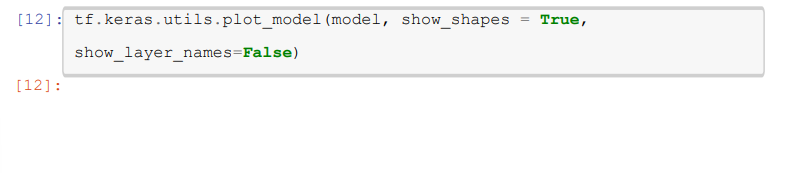 [12]: tf.keras.utils.plot_model(model, show_shapes = True,
show_layer_names=False)
[12]: